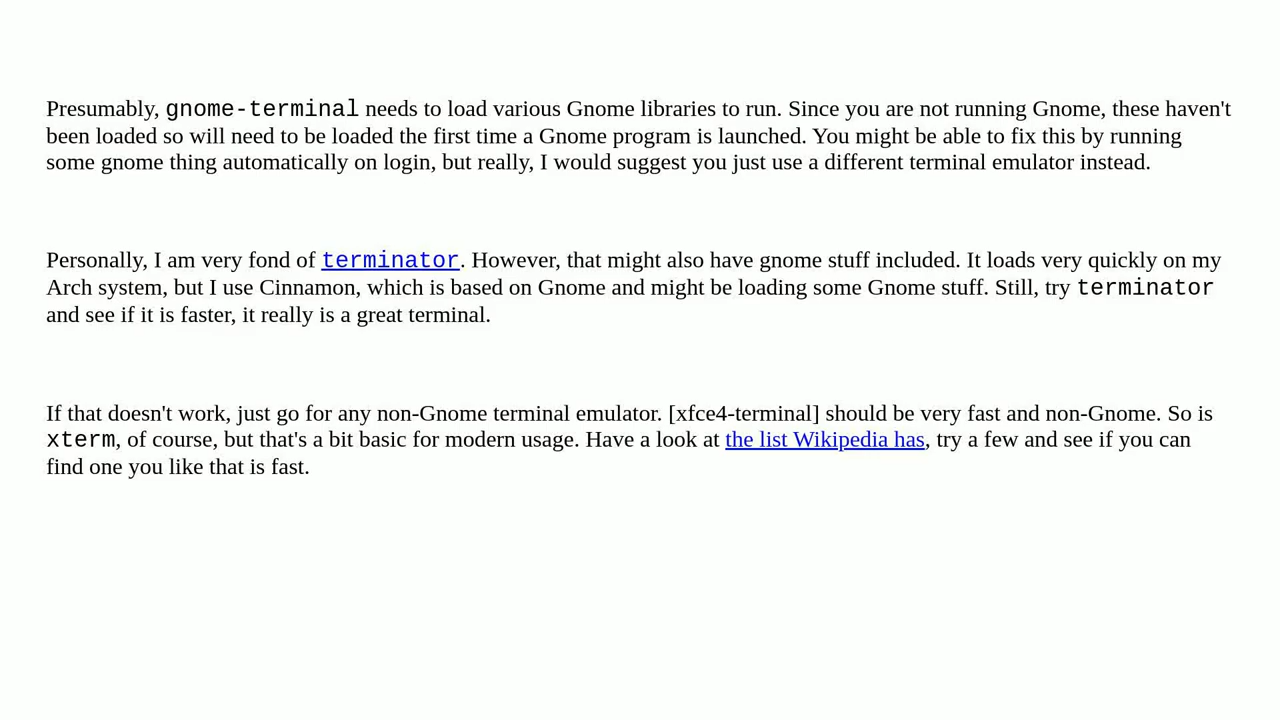 Presumably, gnome-terminal needs to load various Gnome libraries to run. Since you are not running Gnome, these haven't
been loaded so will need to be loaded the first time a Gnome program is launched. You might be able to fix this by running
some gnome thing automatically on login, but really, I would suggest you just use a different terminal emulator instead.
Personally, I am very fond of terminator. However, that might also have gnome stuff included. It loads very quickly on my
Arch system, but I use Cinnamon, which is based on Gnome and might be loading some Gnome stuff. Still, try terminator
and see if it is faster, it really is a great terminal.
If that doesn't work, just go for any non-Gnome terminal emulator. [xfce4-terminal] should be very fast and non-Gnome. So is
xterm, of course, but that's a bit basic for modern usage. Have a look at the list Wikipedia has, try a few and see if you can
find one you like that is fast.